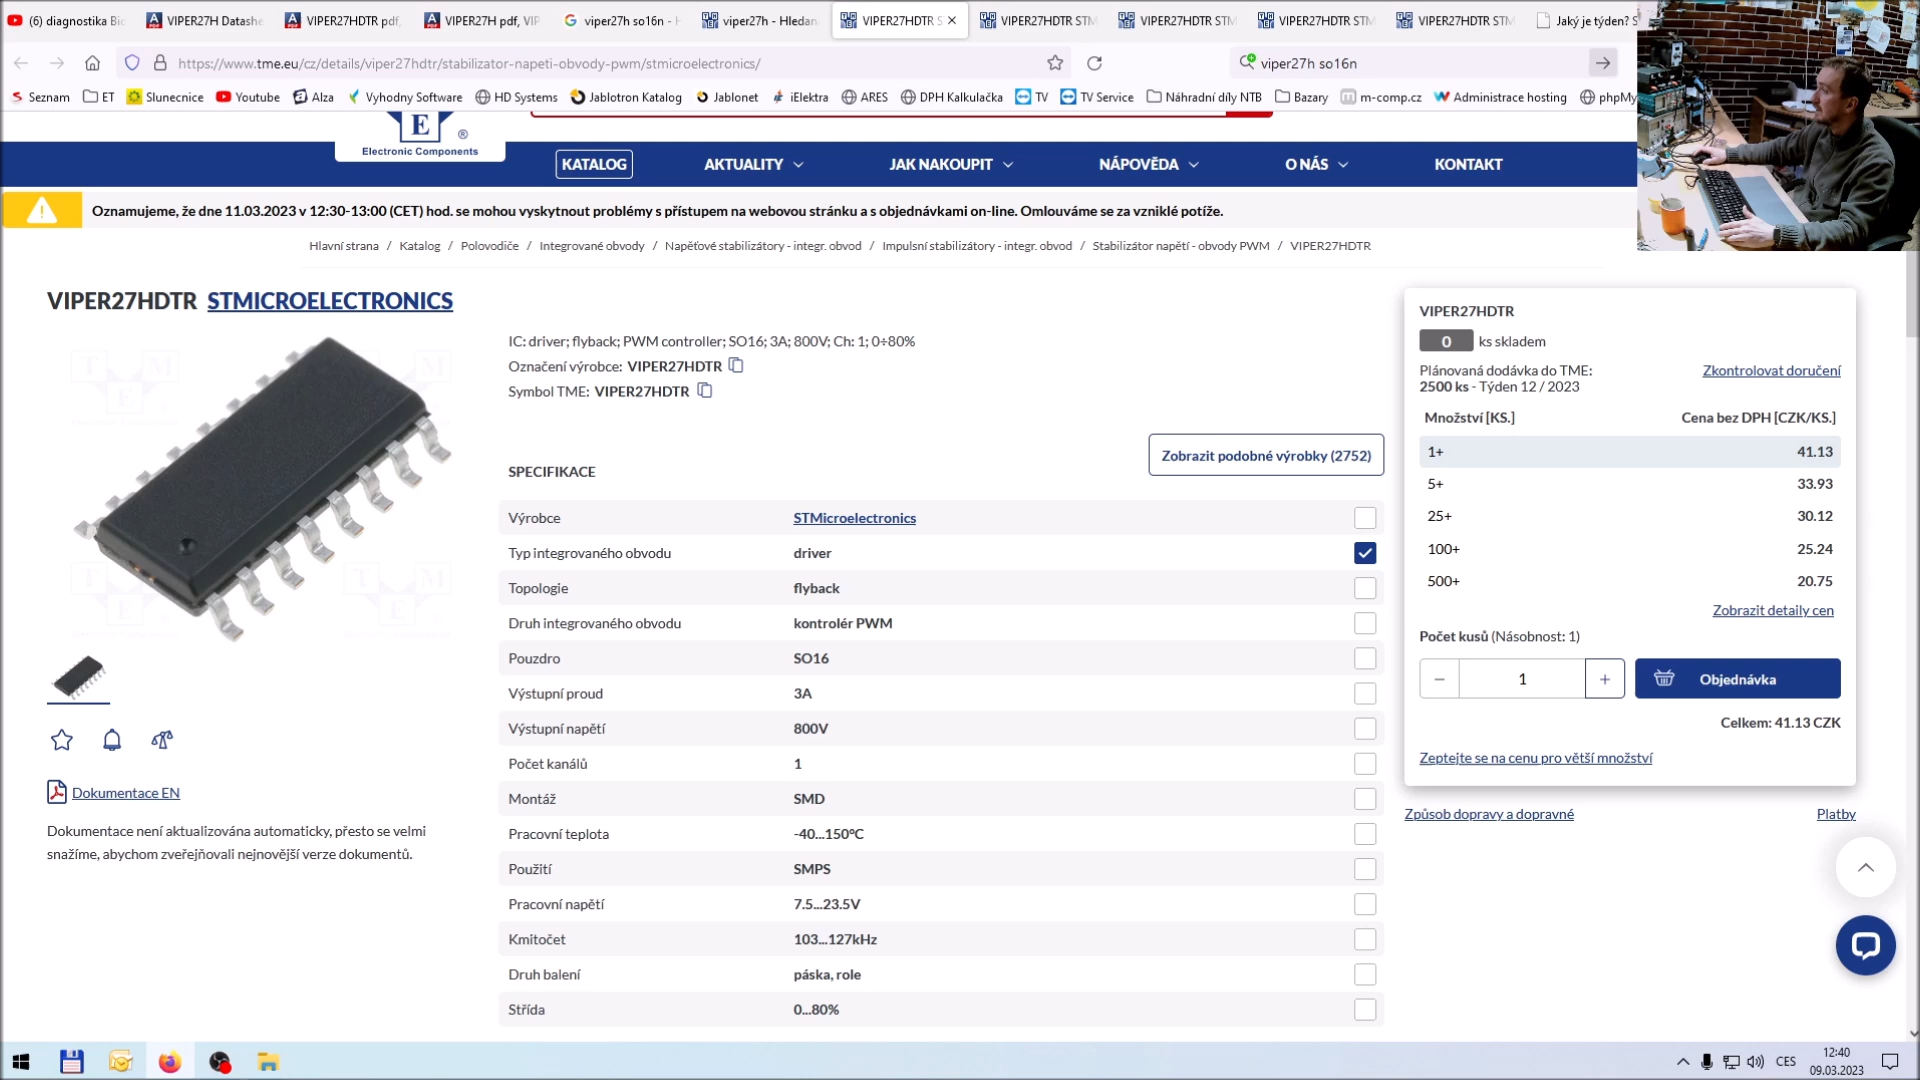 (6) diagnostika Bi
VIPER27H Datashe
VIPER27HDTR pdf,
VIPER27H pdf, VIP
viper27h so16n - H
viper27h - Hledan
VIPER27HDTR S
VIPER27HDTR STM
VIPER27HDTR STM
VIPER27HDTR STM
VIPER27HDTR STM
Jaký je týden? S
https://www.tme.eu/cz/details/viper27hdtr/stabilizator-napeti-obvody-pwm/stmicroelectronics/
viper27h so16n
Seznam
ET
Slunecnice
Youtube
Alza
Vyhodny Software
HD Systems
Jablotron Katalog
Jablonet
iElektra
ARES
DPH Kalkulačka
TV
TV Service
Náhradní díly NTB
Bazary
m-comp.cz
Administrace hosting
phpMy
E ®
Electronic Components
KATALOG
AKTUALITY
JAK NAKOUPIT
NÁPOVĚDA
O NÁS
KONTAKT
Oznamujeme, že dne 11.03.2023 v 12:30-13:00 (CET) hod. se mohou vyskytnout problémy s přístupem na webovou stránku a s objednávkami on-line. Omlouváme se za vzniklé potíže.
Hlavní strana / Katalog / Polovodiče / Integrované obvody / Napěťové stabilizátory - integr. obvod / Impulsní stabilizátory - integr. obvod / Stabilizátor napětí - obvody PWM / VIPER27HDTR
VIPER27HDTR STMICROELECTRONICS
IC: driver; flyback; PWM controller; SO16; 3A; 800V; Ch: 1; 0÷80%
Označení výrobce: VIPER27HDTR
Symbol TME: VIPER27HDTR
Zobrazit podobné výrobky (2752)
SPECIFIKACE
Výrobce STMicroelectronics
Typ integrovaného obvodu driver
Topologie flyback
Druh integrovaného obvodu kontrolér PWM
Pouzdro SO16
Výstupní proud 3A
Výstupní napětí 800V
Počet kanálů 1
Montáž SMD
Pracovní teplota -40...150°C
Použití SMPS
Pracovní napětí 7.5...23.5V
Kmitočet 103...127kHz
Druh balení páska, role
Střída 0...80%
Dokumentace EN
Dokumentace není aktualizována automaticky, přesto se velmi
snažíme, abychom zveřejňovali nejnovější verze dokumentů.
VIPER27HDTR
0 ks skladem
Plánovaná dodávka do TME:
2500 ks - Týden 12 / 2023
Zkontrolovat doručení
Množství [KS.] Cena bez DPH [CZK/KS.]
1+ 41.13
5+ 33.93
25+ 30.12
100+ 25.24
500+ 20.75
Zobrazit detaily cen
Počet kusů (Násobnost: 1)
− 1 + Objednávka
Celkem: 41.13 CZK
Zeptejte se na cenu pro větší množství
Způsob dopravy a dopravné
Platby
CES
12:40
09.03.2023